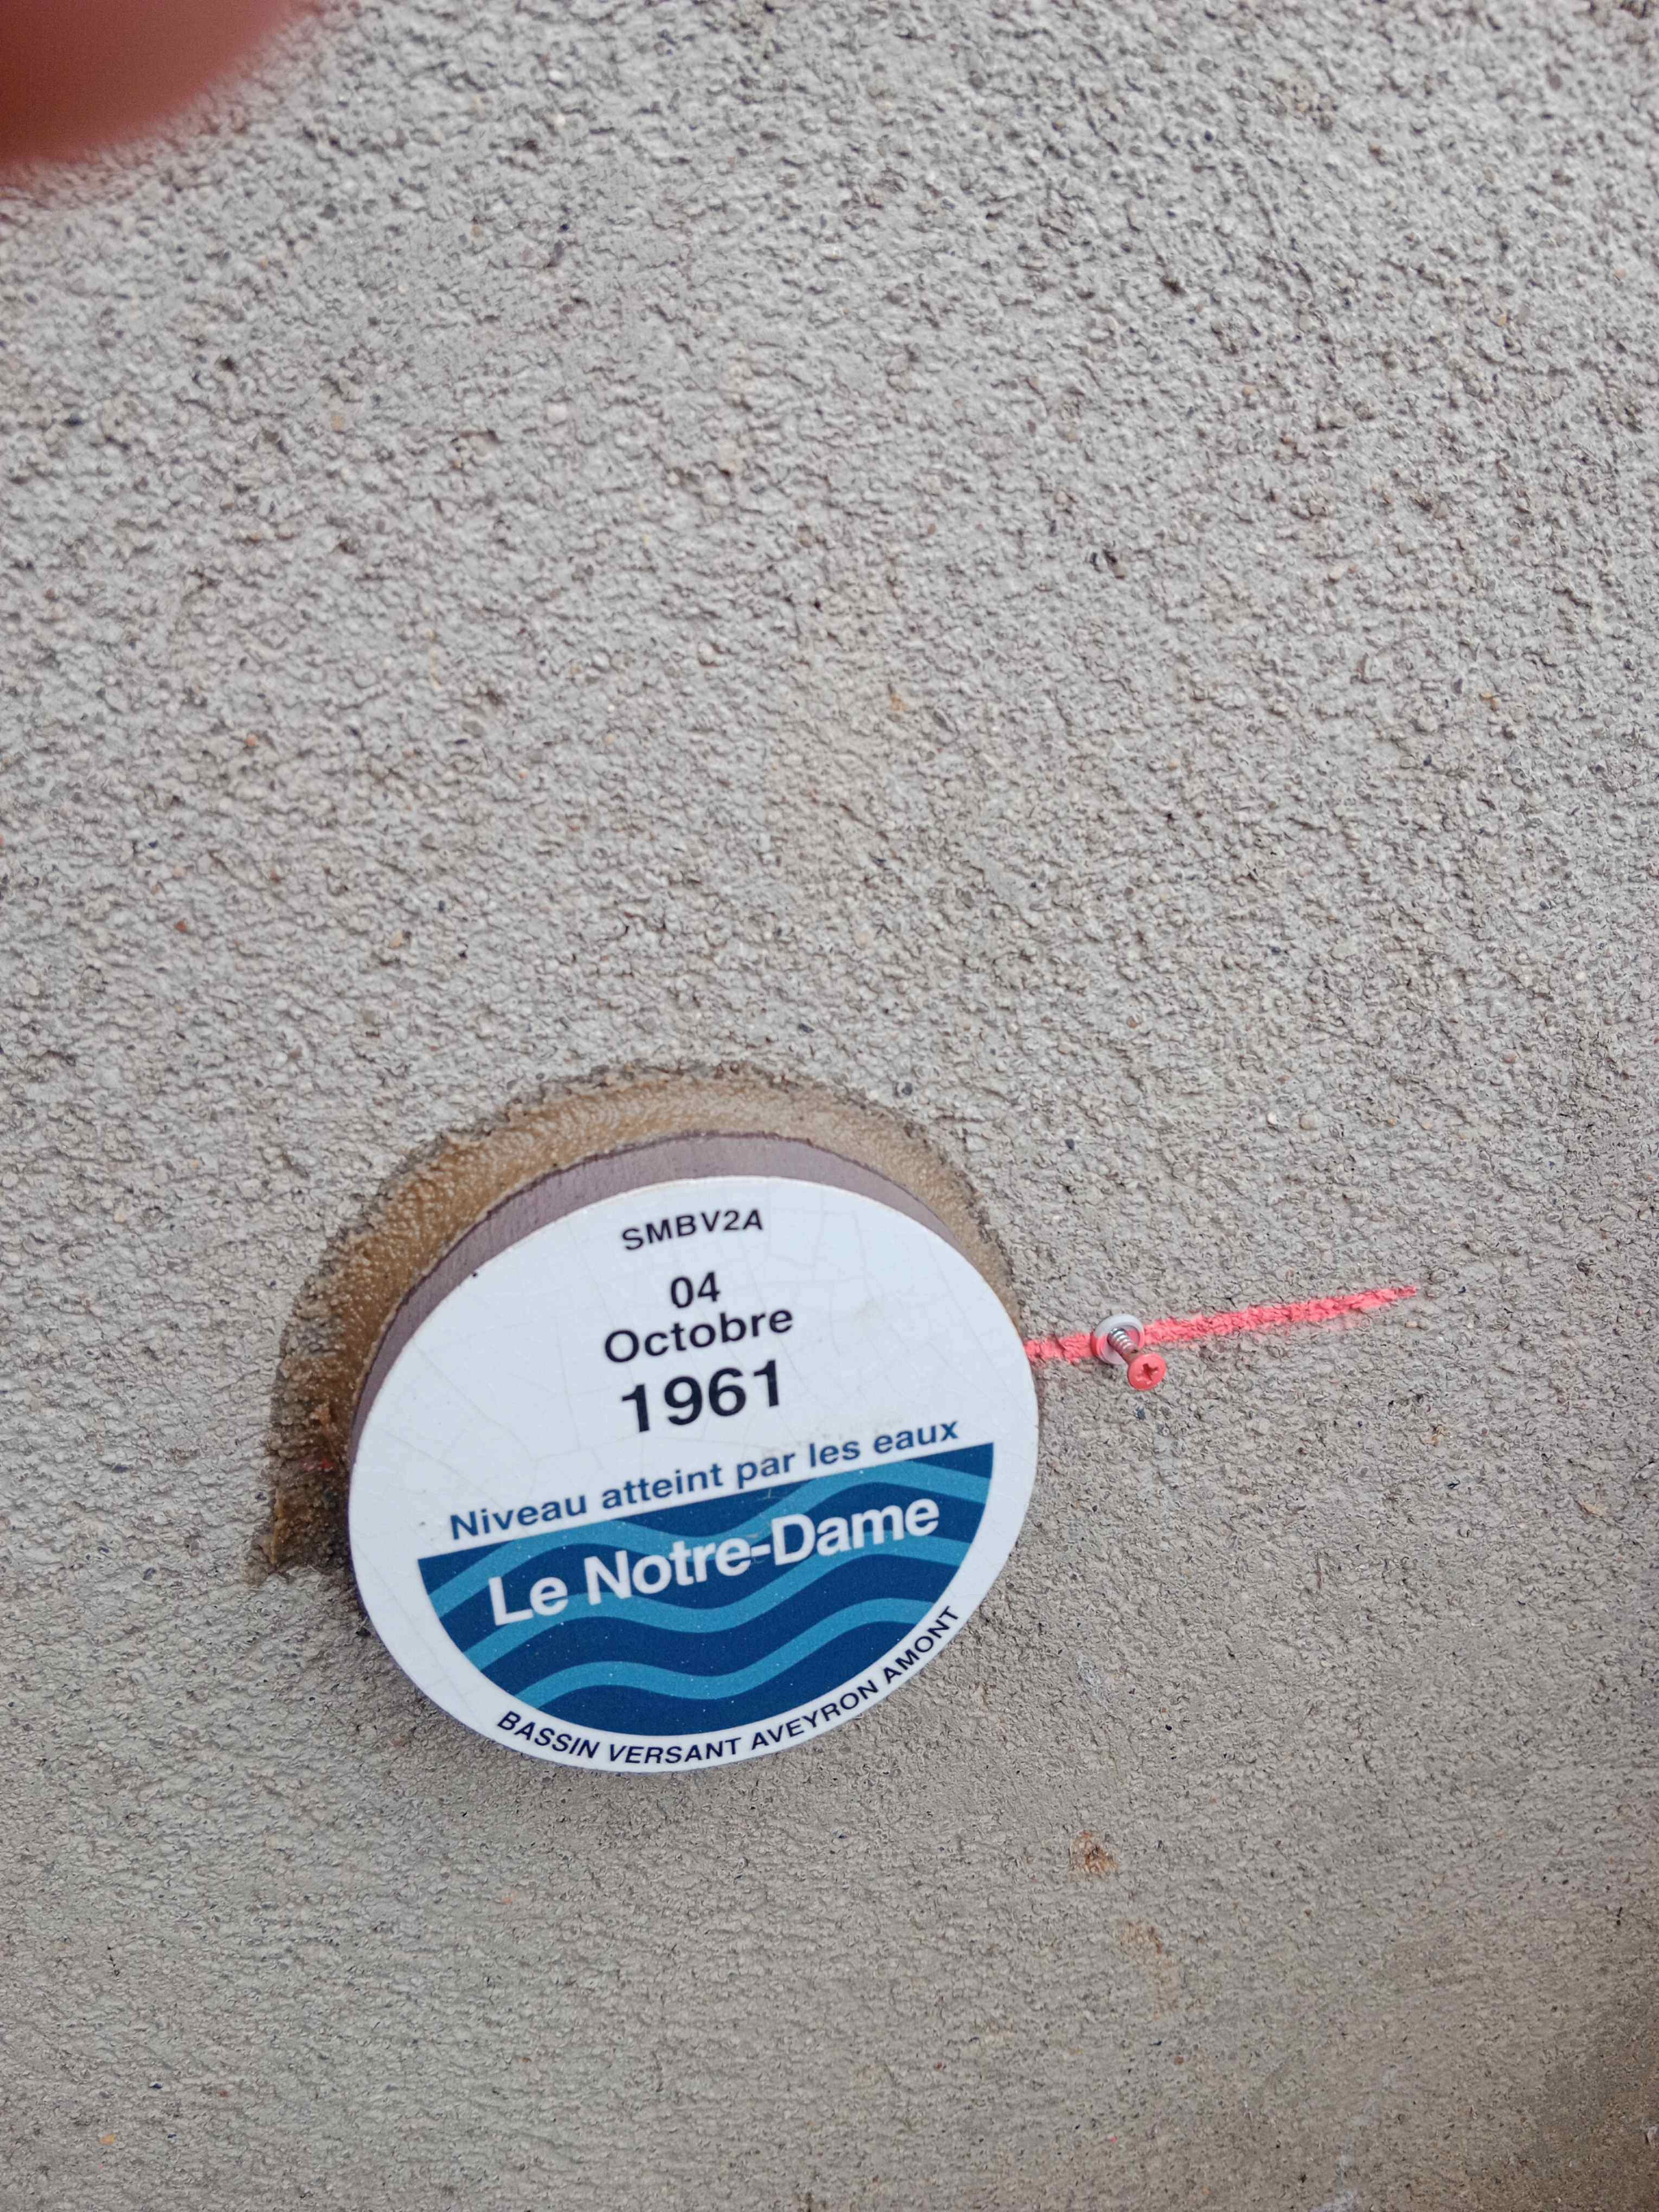 SMBV2A
04
Octobre
1961
Niveau atteint par les eaux
Le Notre-Dame
BASSIN VERSANT AVEYRON AMONT